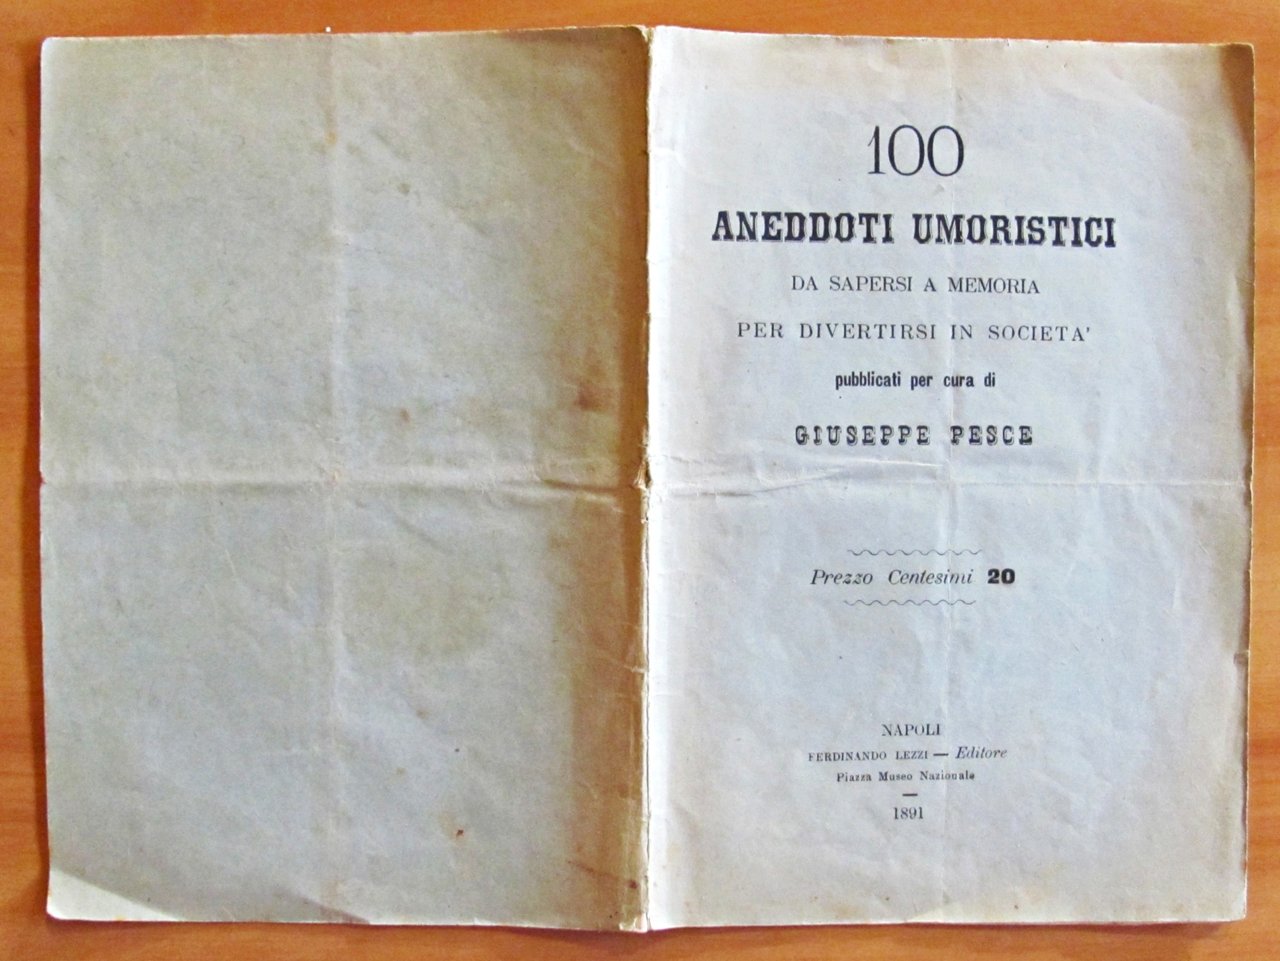 100
ANEDDOTI UMORISTICI
DA SAPERSI A MEMORIA
PER DIVERTIRSI IN SOCIETA'
pubblicati per cura di
GIUSEPPE PESCE
Prezzo Centesimi 20
NAPOLI
FERDINANDO LEZZI — Editore
Piazza Museo Nazionale
1891